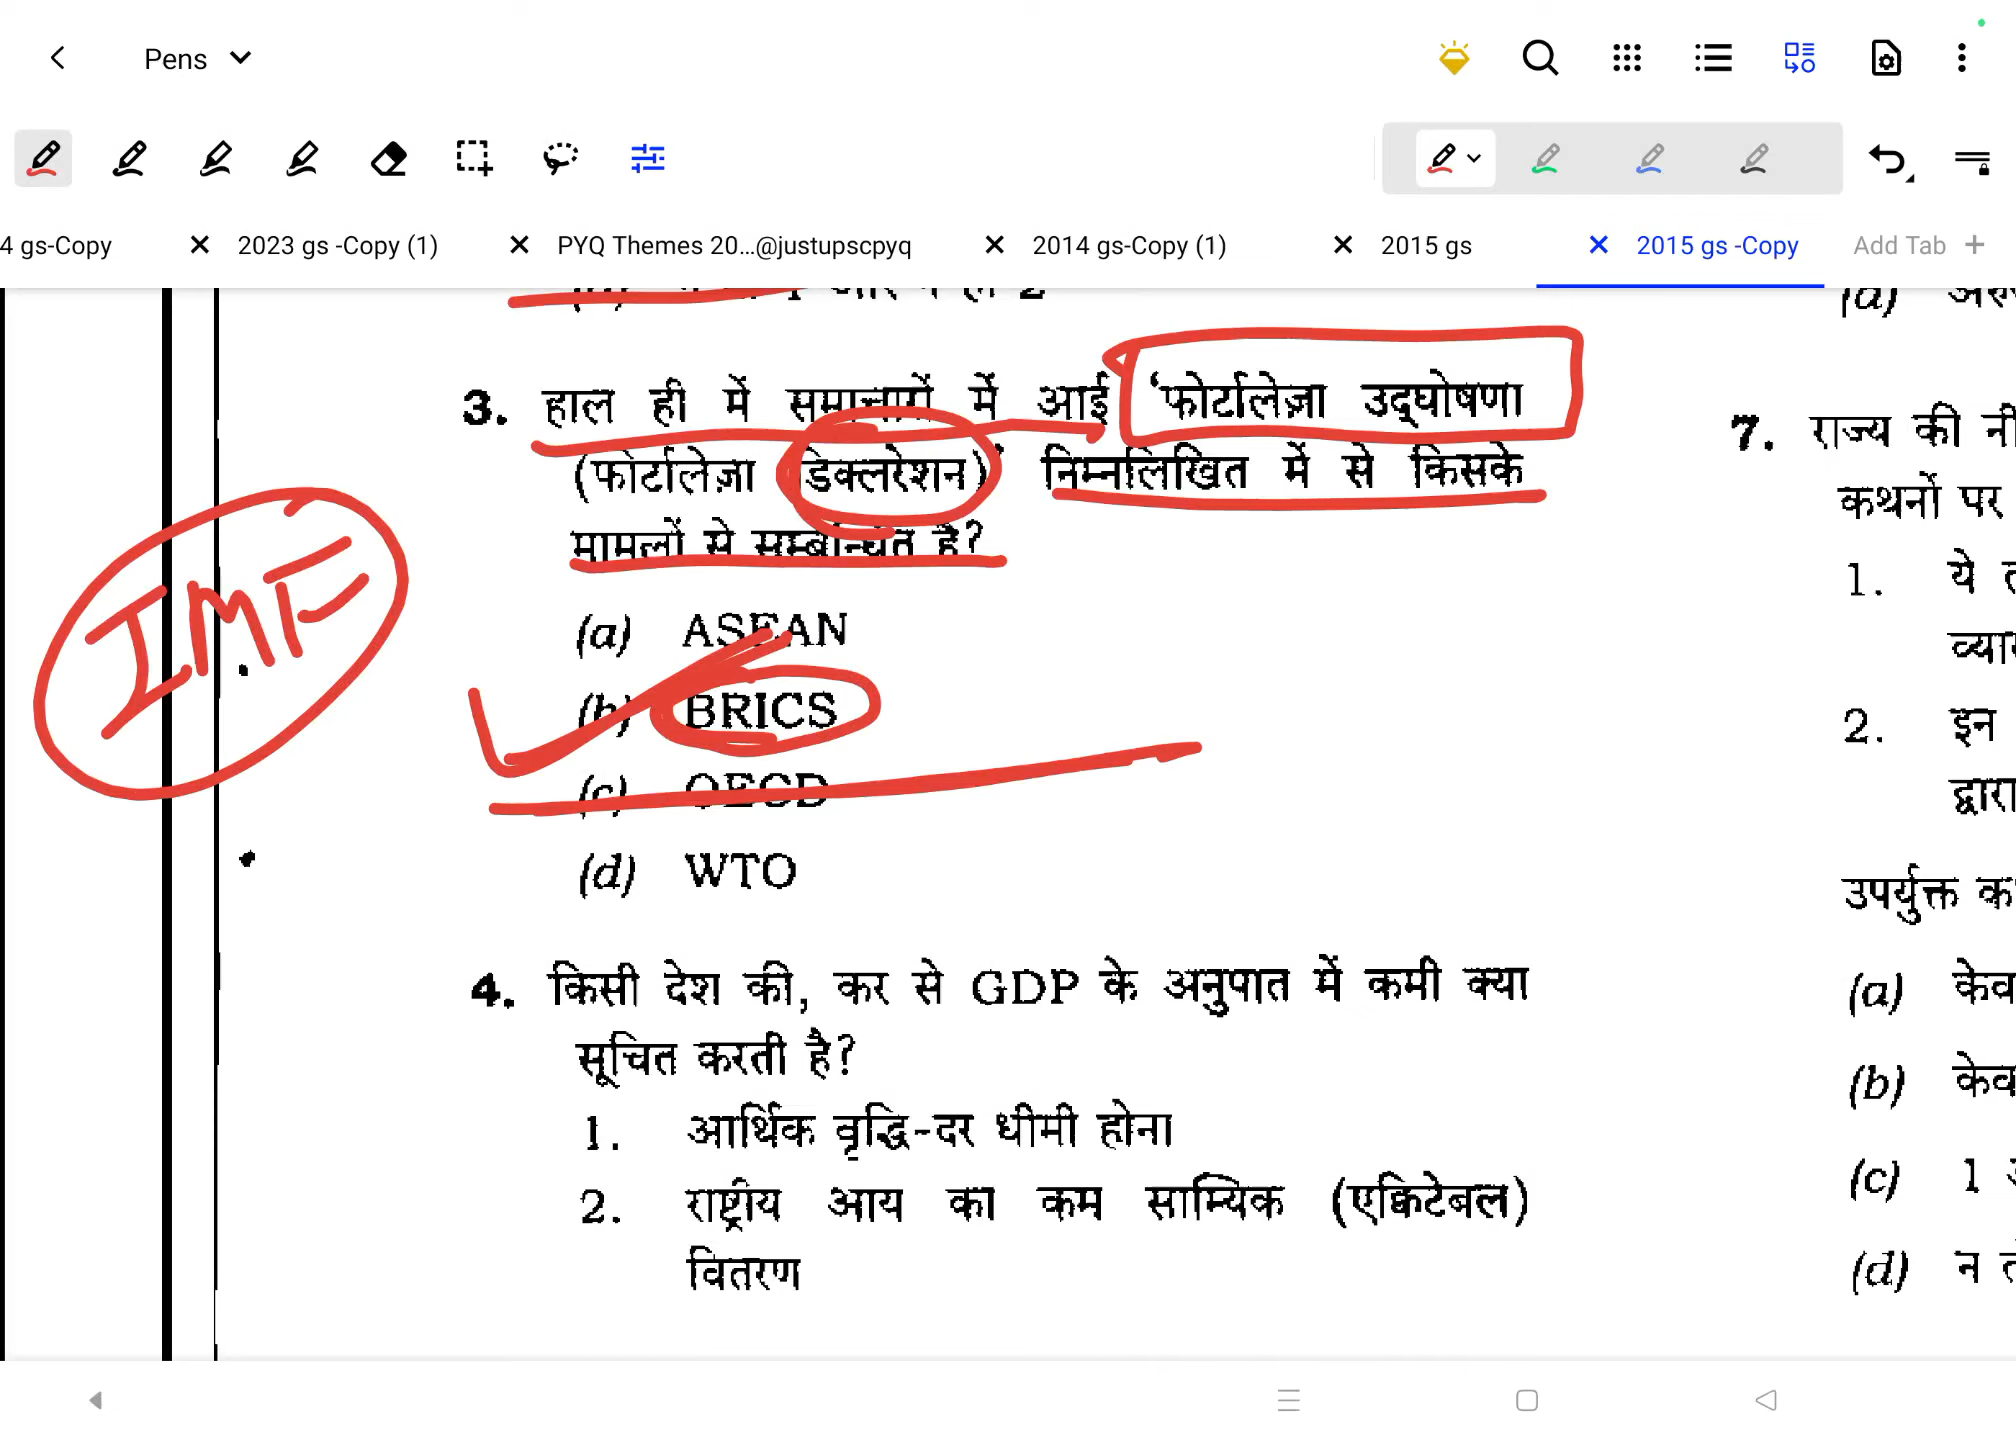 Pens
4 gs-Copy
2023 gs -Copy (1)
PYQ Themes 20...@justupscpyq
2014 gs-Copy (1)
2015 gs
2015 gs -Copy
Add Tab
3. हाल ही में समाचारों में आई 'फोर्टालेज़ा उद्घोषणा
(फोर्टालेज़ा डिक्लरेशन)' निम्नलिखित में से किसके
मामलों से सम्बन्धित है?
(a) ASEAN
(b) BRICS
(c) OECD
(d) WTO
IMF
4. किसी देश की, कर से GDP के अनुपात में कमी क्या
सूचित करती है?
1. आर्थिक वृद्धि-दर धीमी होना
2. राष्ट्रीय आय का कम साम्यिक (एक्विटेबल)
वितरण
(d)
7. राज्य की
कथनों पर
1. ये
2. इन
द्वारा
उपर्युक्त
(a)
(b)
(c) 1
(d) न